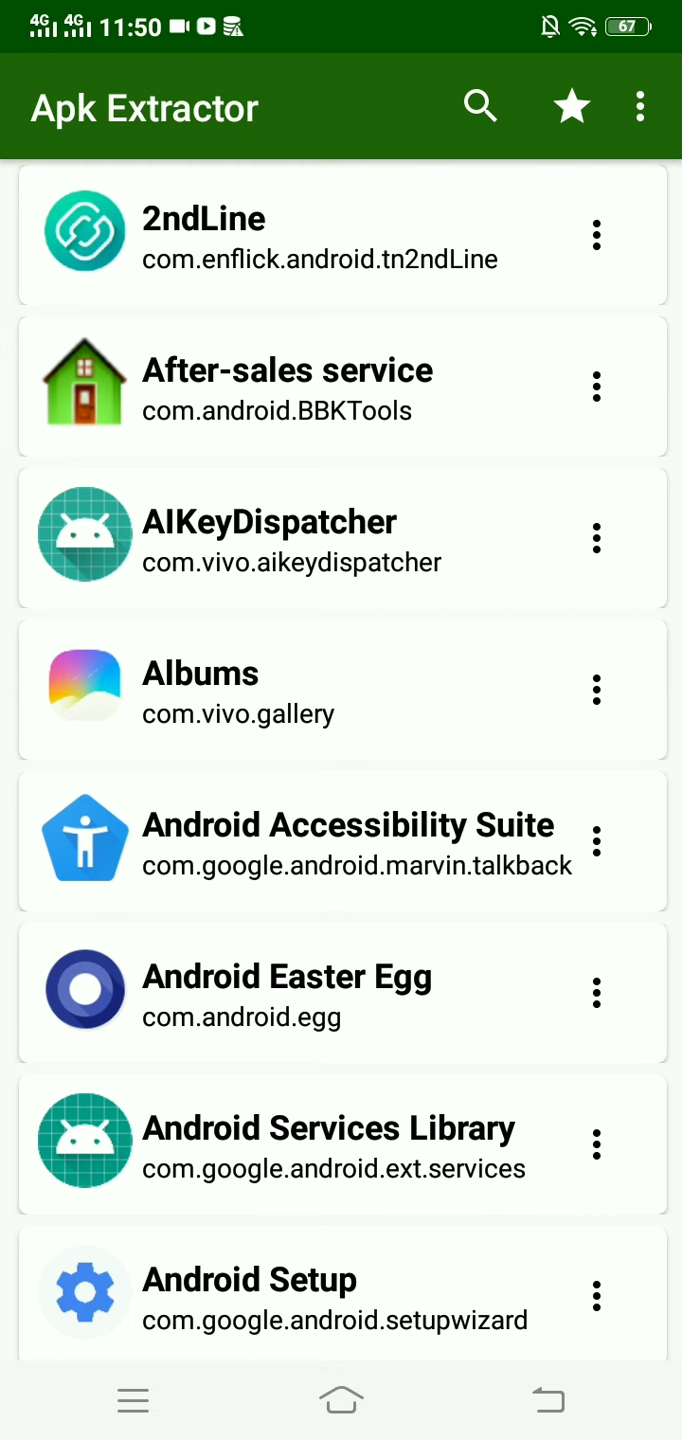 4G 4G 11:50 67
Apk Extractor
2ndLine
com.enflick.android.tn2ndLine
After-sales service
com.android.BBKTools
AIKeyDispatcher
com.vivo.aikeydispatcher
Albums
com.vivo.gallery
Android Accessibility Suite
com.google.android.marvin.talkback
Android Easter Egg
com.android.egg
Android Services Library
com.google.android.ext.services
Android Setup
com.google.android.setupwizard